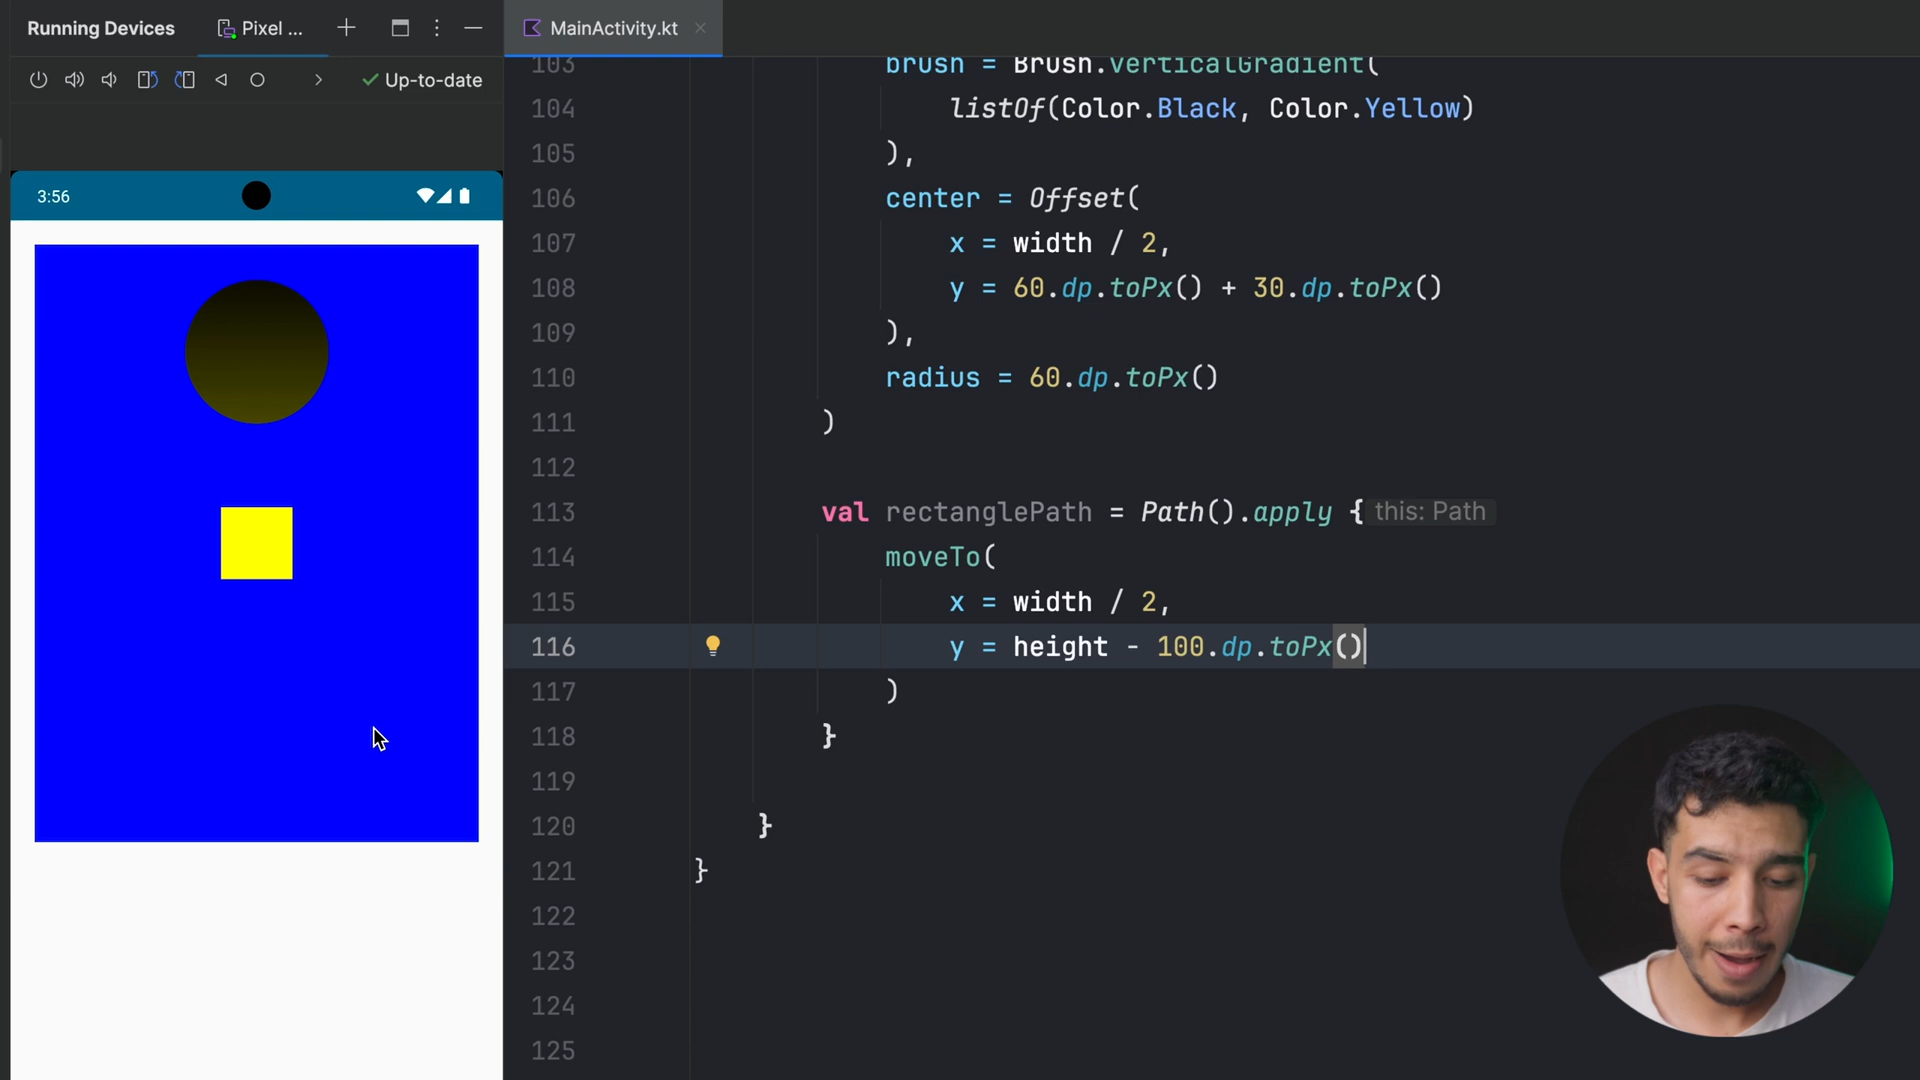 Running Devices
Pixel ...
MainActivity.kt
Up-to-date
3:56
103 brush = Brush.verticalGradient(
104 listOf(Color.Black, Color.Yellow)
105 ),
106 center = Offset(
107 x = width / 2,
108 y = 60.dp.toPx() + 30.dp.toPx()
109 ),
110 radius = 60.dp.toPx()
111 )
112
113 val rectanglePath = Path().apply { this: Path
114 moveTo(
115 x = width / 2,
116 y = height - 100.dp.toPx()
117 )
118 }
119
120 }
121 }
122
123
124
125